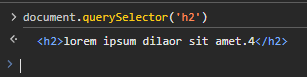 document.querySelector('h2')
<h2>lorem ipsum dilaor sit amet.4</h2>